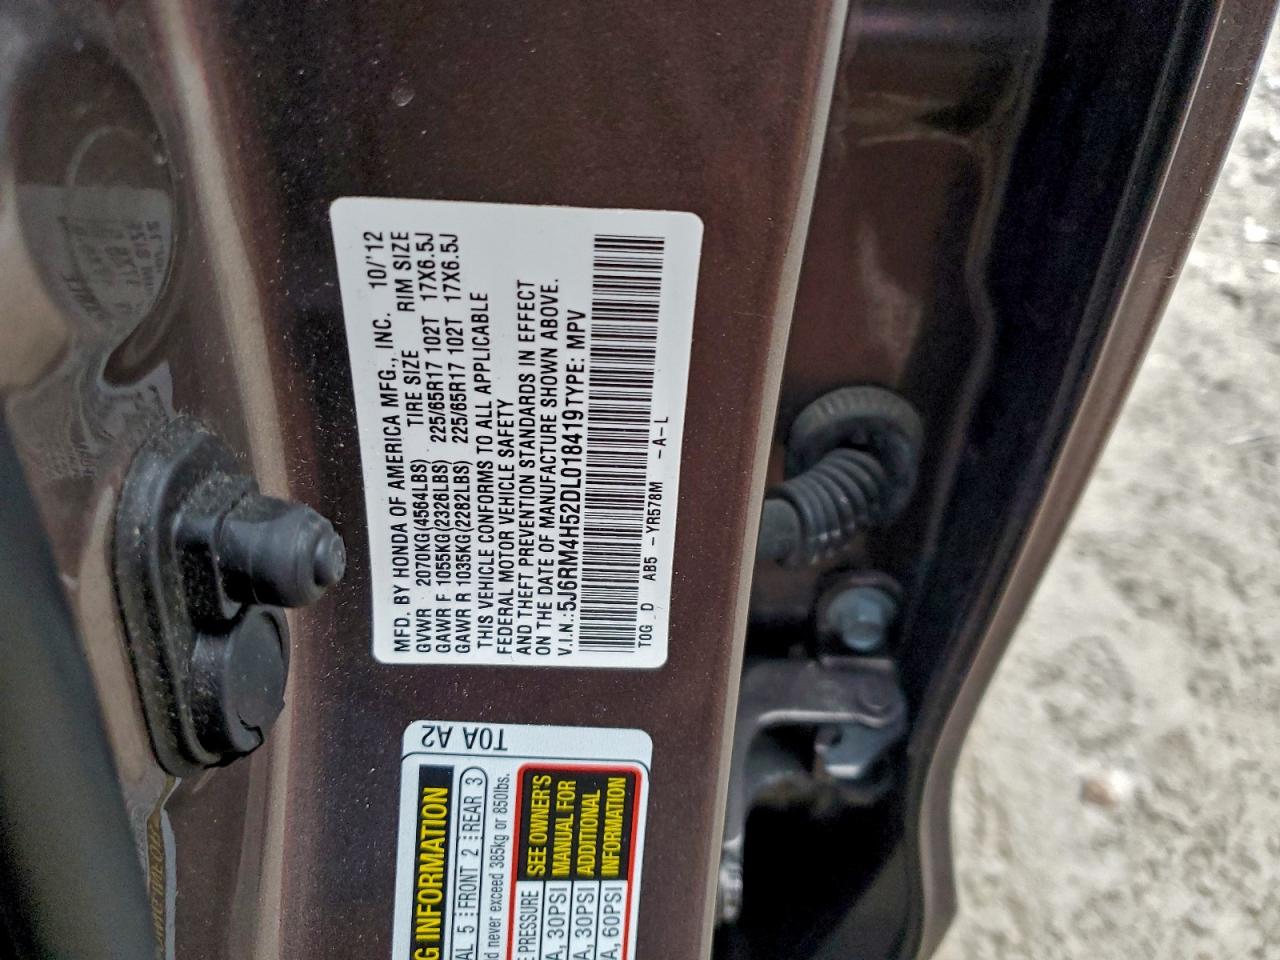 MFD. BY HONDA OF AMERICA MFG., INC. 10/'12
TIRE SIZE RIM SIZE
GVWR 2070KG(4564LBS)
GAWR F 1055KG(2326LBS) 225/65R17 102T 17X6.5J
GAWR R 1035KG(2282LBS) 225/65R17 102T 17X6.5J
THIS VEHICLE CONFORMS TO ALL APPLICABLE
FEDERAL MOTOR VEHICLE SAFETY
AND THEFT PREVENTION STANDARDS IN EFFECT
ON THE DATE OF MANUFACTURE SHOWN ABOVE.
V.I.N.:5J6RM4H52DL018419TYPE: MPV
T0G D AB5 -YR578M -A-L
T0A A2
G INFORMATION
AL 5 FRONT 2 REAR 3
d never exceed 385kg or 850lbs.
E PRESSURE
A, 30PSI
A, 30PSI
A, 60PSI
SEE OWNER'S
MANUAL FOR
ADDITIONAL
INFORMATION